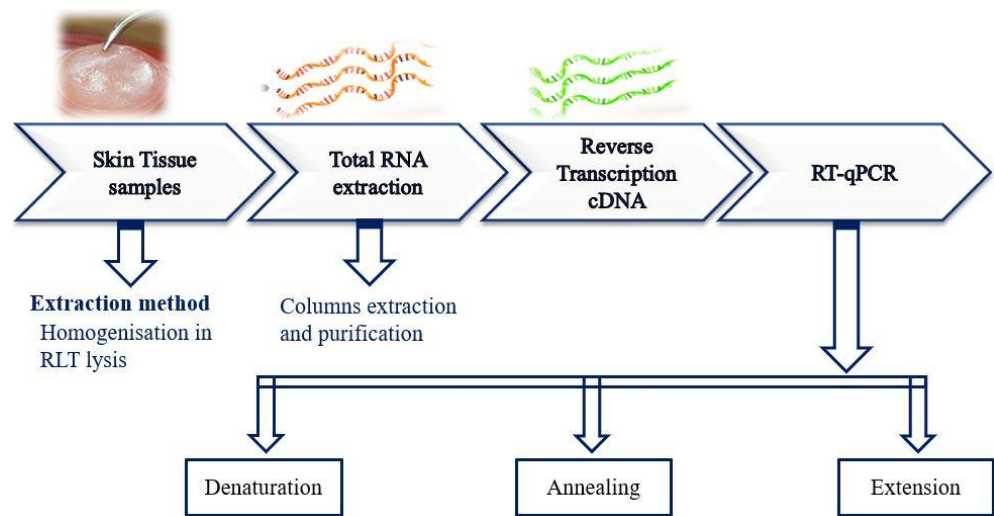 Skin Tissue
samples
Total RNA
extraction
Reverse
Transcription
cDNA
RT-qPCR
Extraction method
Homogenisation in
RLT lysis
Columns extraction
and purification
Denaturation
Annealing
Extension